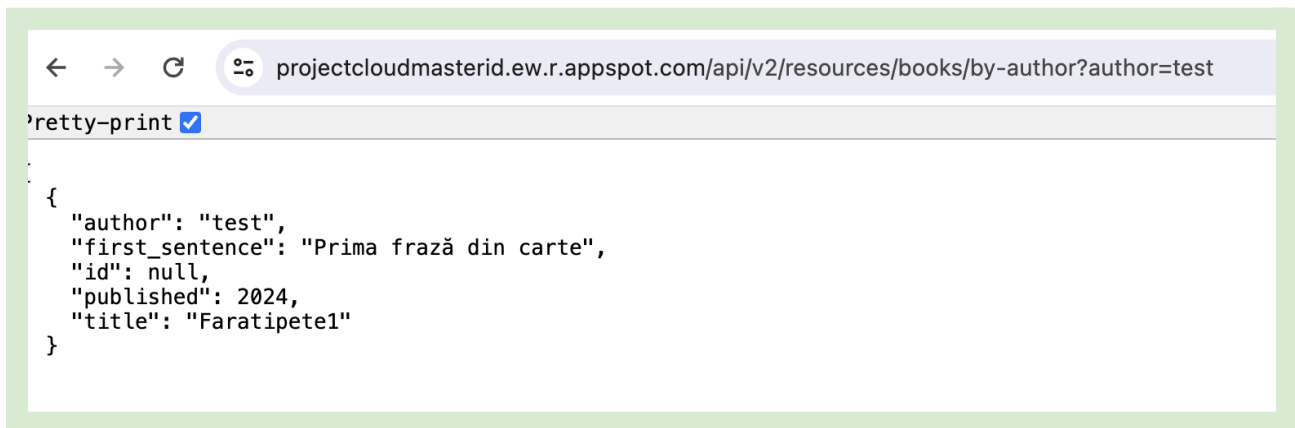 projectcloudmasterid.ew.r.appspot.com/api/v2/resources/books/by-author?author=test
Pretty-print
[
{
"author": "test",
"first_sentence": "Prima frază din carte",
"id": null,
"published": 2024,
"title": "Faratipete1"
}